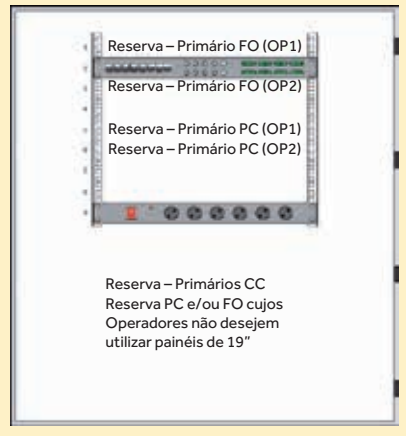 Reserva – Primário FO (OP1)
Reserva – Primário FO (OP2)
Reserva – Primário PC (OP1)
Reserva – Primário PC (OP2)
Reserva – Primários CC
Reserva PC e/ou FO cujos
Operadores não desejem
utilizar painéis de 19”